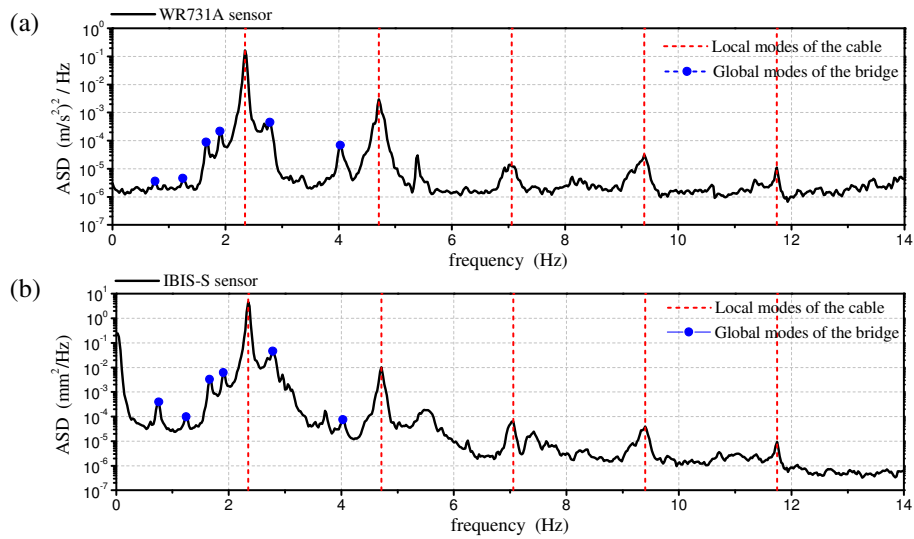 (a)
WR731A sensor
10^0
10^-1
10^-2
10^-3
10^-4
10^-5
10^-6
10^-7
ASD (m/s^2)^2 / Hz
Local modes of the cable
Global modes of the bridge
0 2 4 6 8 10 12 14
frequency (Hz)
(b)
IBIS-S sensor
10^1
10^0
10^-1
10^-2
10^-3
10^-4
10^-5
10^-6
10^-7
ASD (mm^2/Hz)
Local modes of the cable
Global modes of the bridge
0 2 4 6 8 10 12 14
frequency (Hz)